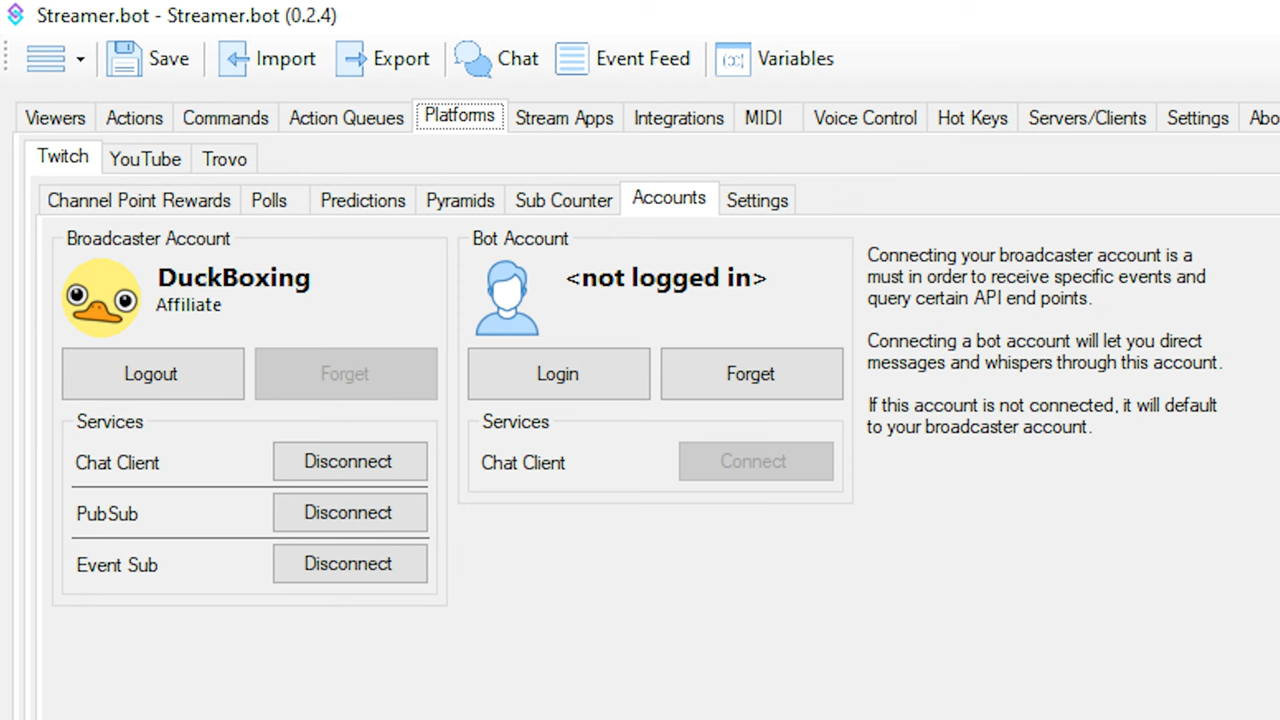 Streamer.bot - Streamer.bot (0.2.4)
Save Import Export Chat Event Feed (x) Variables
Viewers Actions Commands Action Queues Platforms Stream Apps Integrations MIDI Voice Control Hot Keys Servers/Clients Settings Abo
Twitch YouTube Trovo
Channel Point Rewards Polls Predictions Pyramids Sub Counter Accounts Settings
Broadcaster Account
DuckBoxing
Affiliate
Logout Forget
Services
Chat Client Disconnect
PubSub Disconnect
Event Sub Disconnect
Bot Account
<not logged in>
Login Forget
Services
Chat Client Connect
Connecting your broadcaster account is a
must in order to receive specific events and
query certain API end points.
Connecting a bot account will let you direct
messages and whispers through this account.
If this account is not connected, it will default
to your broadcaster account.